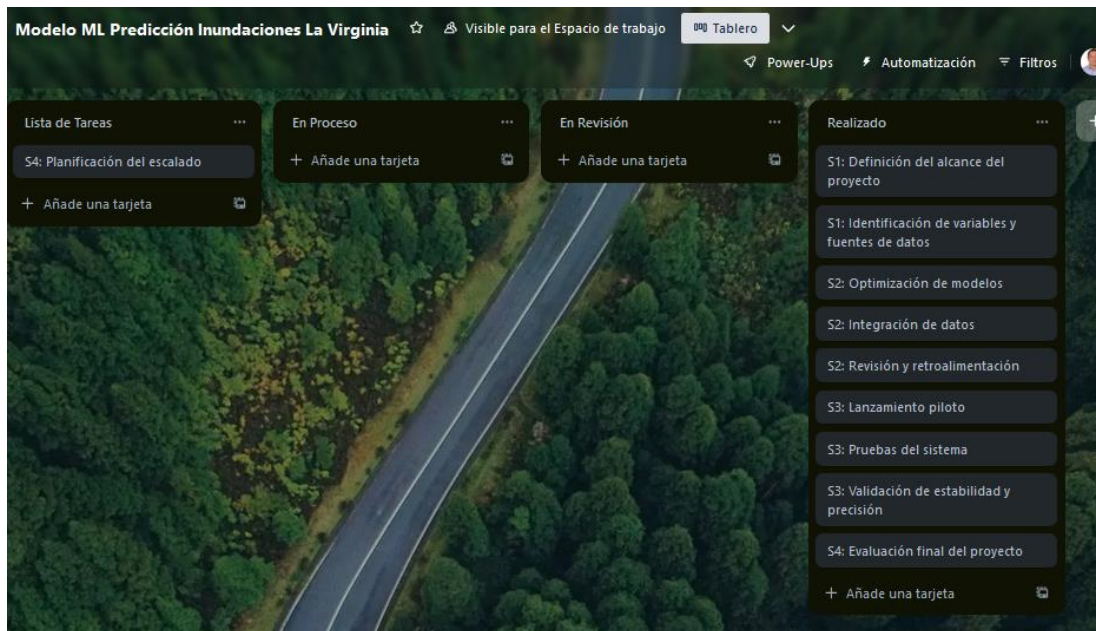 Modelo ML Predicción Inundaciones La Virginia
Visible para el Espacio de trabajo
Tablero
Power-Ups
Automatización
Filtros
Lista de Tareas
S4: Planificación del escalado
+ Añade una tarjeta
En Proceso
+ Añade una tarjeta
En Revisión
+ Añade una tarjeta
Realizado
S1: Definición del alcance del
proyecto
S1: Identificación de variables y
fuentes de datos
S2: Optimización de modelos
S2: Integración de datos
S2: Revisión y retroalimentación
S3: Lanzamiento piloto
S3: Pruebas del sistema
S3: Validación de estabilidad y
precisión
S4: Evaluación final del proyecto
+ Añade una tarjeta